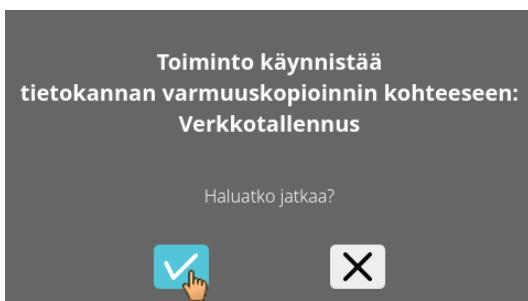 Toiminto käynnistää
tietokannan varmuuskopioinnin kohteeseen:
Verkkotallennus
Haluatko jatkaa?